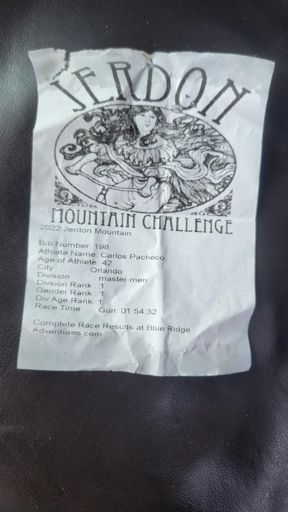 JERDON
MOUNTAIN CHALLENGE
2022 Jerdon Mountain
Bib Number 198
Athlete Name: Carlos Pacheco
Age of Athlete: 42
City Orlando
Division master men
Division Rank 1
Gender Rank 1
Div Age Rank: 1
Race Time Gun: 01:54:32
Complete Race Results at Blue Ridge
Adventures.com